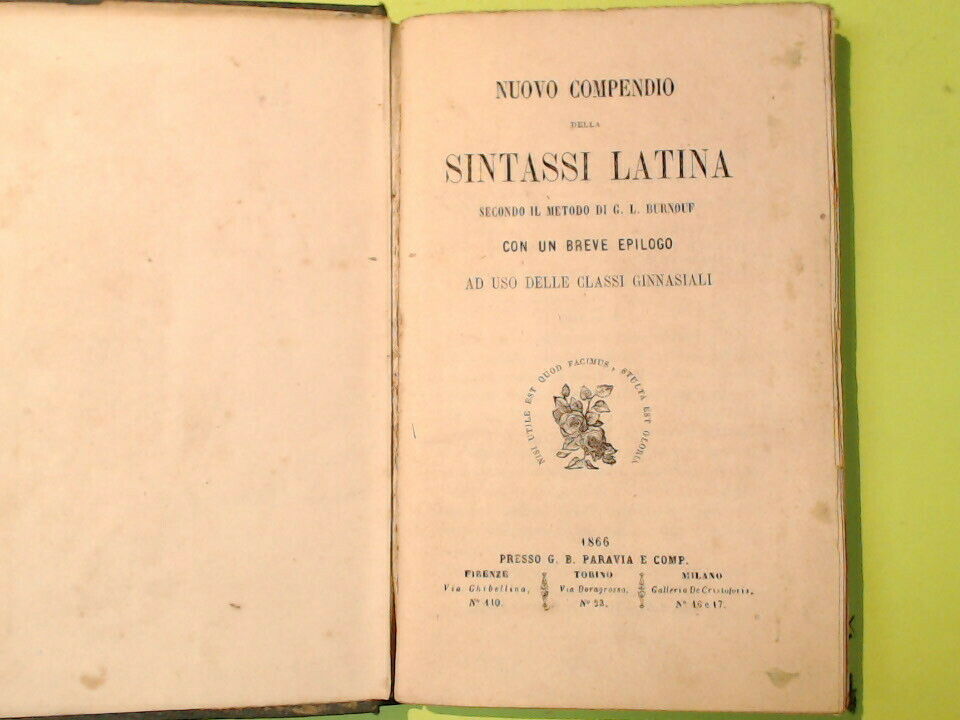 NUOVO COMPENDIO
DELLA
SINTASSI LATINA
SECONDO IL METODO DI G. L. BURNOUF
CON UN BREVE EPILOGO
AD USO DELLE CLASSI GINNASIALI
NISI UTILE EST QUOD FACIMUS, STULTA EST GLORIA
1866
PRESSO G. B. PARAVIA E COMP.
FIRENZE TORINO MILANO
Via Ghibellina, Via Doragrossa, Galleria De Cristoforis,
N° 110. N° 23. N° 16 e 17.